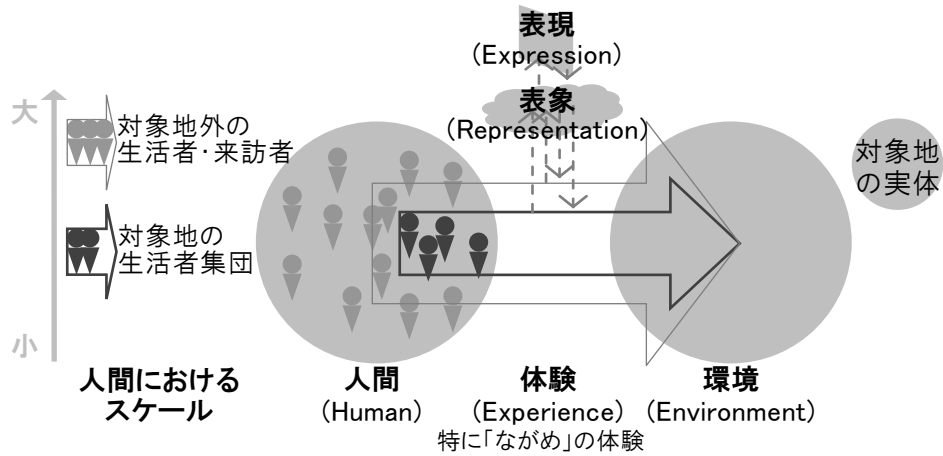 表現
(Expression)
表象
(Representation)
大
対象地外の
生活者・来訪者
対象地の
生活者集団
小
対象地
の実体
人間における
スケール
人間
(Human)
体験
(Experience)
特に「ながめ」の体験
環境
(Environment)